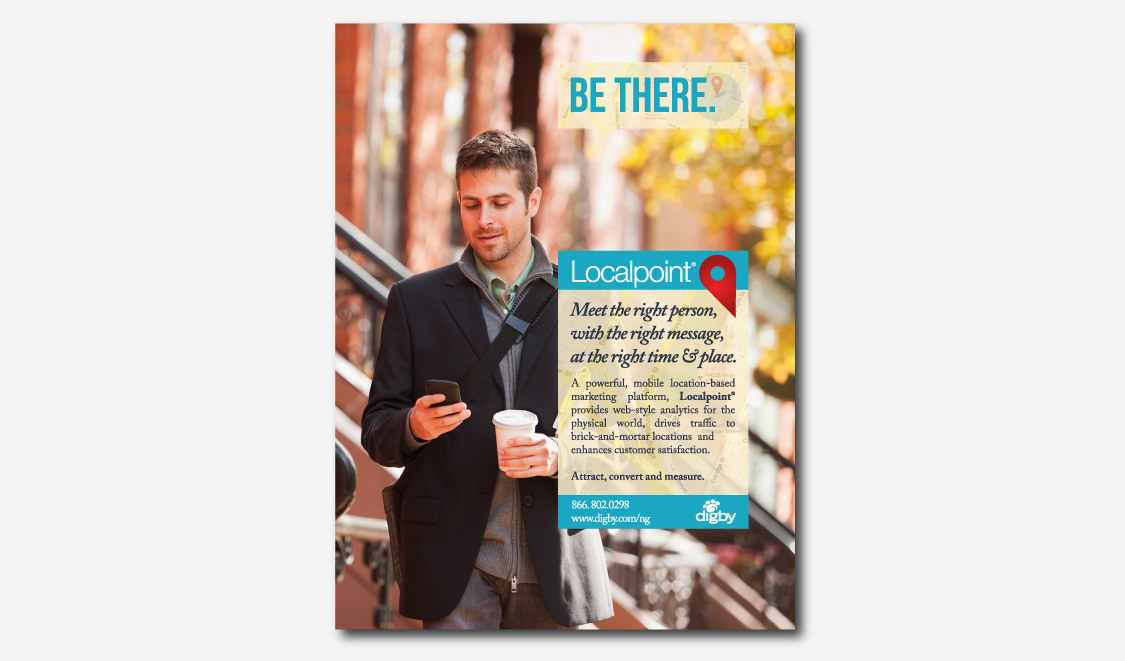 BE THERE.
Localpoint®
Meet the right person,
with the right message,
at the right time & place.
A powerful, mobile location-based
marketing platform, Localpoint®
provides web-style analytics for the
physical world, drives traffic to
brick-and-mortar locations and
enhances customer satisfaction.
Attract, convert and measure.
866. 802.0298
www.digby.com/ng
digby